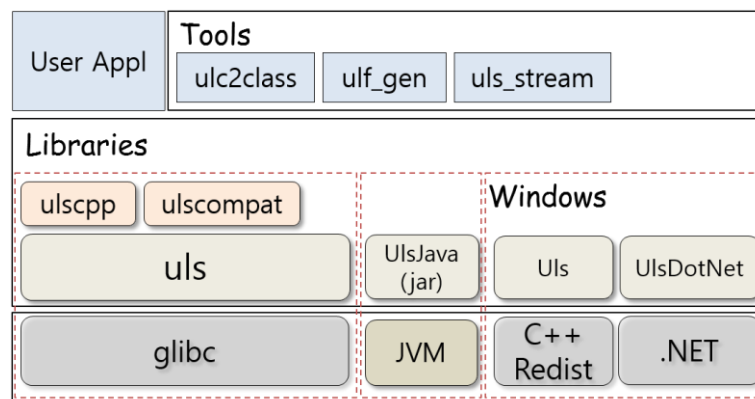 User Appl
Tools
ulc2class
ulf_gen
uls_stream
Libraries
ulscpp
ulscompat
Windows
uls
UlsJava
(jar)
Uls
UlsDotNet
glibc
JVM
C++
Redist
.NET